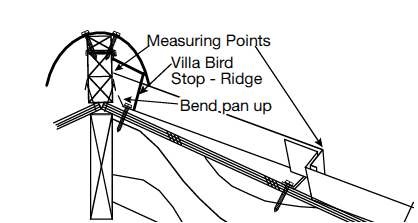 Measuring Points
Villa Bird
Stop - Ridge
Bend pan up